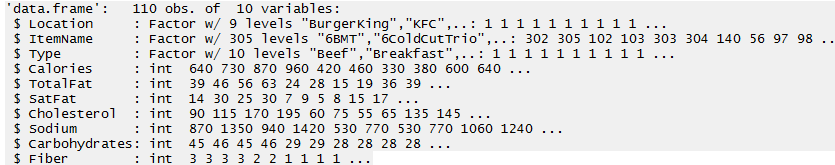 'data.frame':   110 obs. of  10 variables:
 $ Location     : Factor w/ 9 levels "BurgerKing","KFC",..: 1 1 1 1 1 1 1 1 1 1 ...
 $ ItemName     : Factor w/ 305 levels "6BMT","6ColdCutTrio",..: 302 305 102 103 303 304 140 56 97 98 ..
 $ Type         : Factor w/ 10 levels "Beef","Breakfast",..: 1 1 1 1 1 1 1 1 1 1 ...
 $ Calories     : int  640 730 870 960 420 460 330 380 600 640 ...
 $ TotalFat     : int  39 46 56 63 24 28 15 19 36 39 ...
 $ SatFat       : int  14 30 25 30 7 9 5 8 15 17 ...
 $ Cholesterol  : int  90 115 170 195 60 75 55 65 135 145 ...
 $ Sodium       : int  870 1350 940 1420 530 770 530 770 1060 1240 ...
 $ Carbohydrates: int  45 46 45 46 29 29 28 28 28 28 ...
 $ Fiber        : int  3 3 3 3 2 2 1 1 1 1 ...